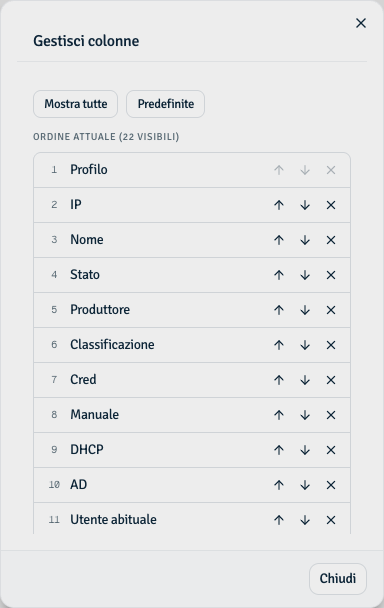 Gestisci colonne
Mostra tutte Predefinite
ORDINE ATTUALE (22 VISIBILI)
1 Profilo
2 IP
3 Nome
4 Stato
5 Produttore
6 Classificazione
7 Cred
8 Manuale
9 DHCP
10 AD
11 Utente abituale
Chiudi